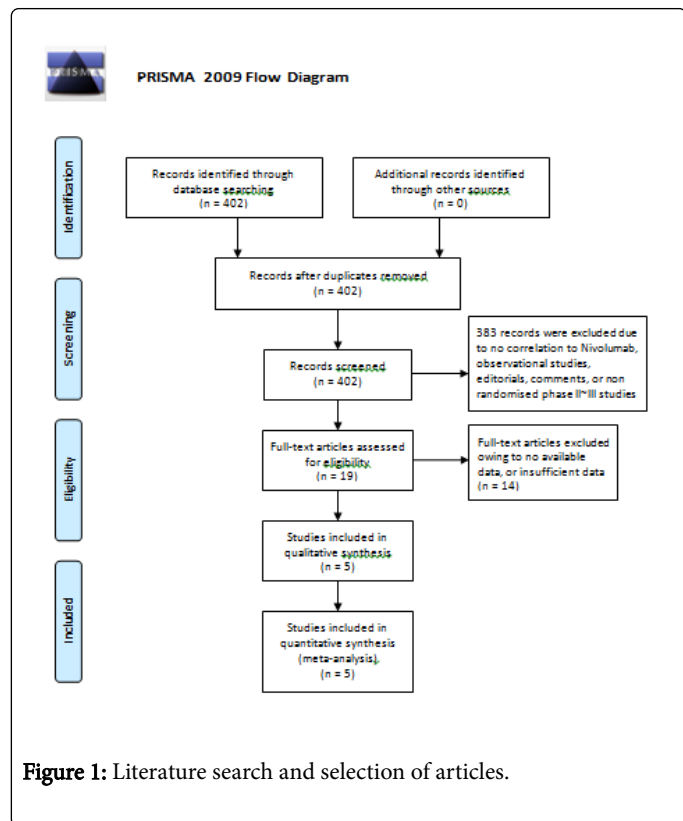 PRISMA
PRISMA 2009 Flow Diagram
Identification
Records identified through
database searching
(n = 402)
Additional records identified
through other sources
(n = 0)
Records after duplicates removed
(n = 402)
Screening
Records screened
(n = 402)
383 records were excluded due
to no correlation to Nivolumab,
observational studies,
editorials, comments, or non
randomised phase II~III studies
Eligibility
Full-text articles assessed
for eligibility
(n = 19)
Full-text articles excluded
owing to no available
data, or insufficient data
(n = 14)
Studies included in
qualitative synthesis
(n = 5)
Included
Studies included in
quantitative synthesis
(meta-analysis)
(n = 5)
Figure 1: Literature search and selection of articles.